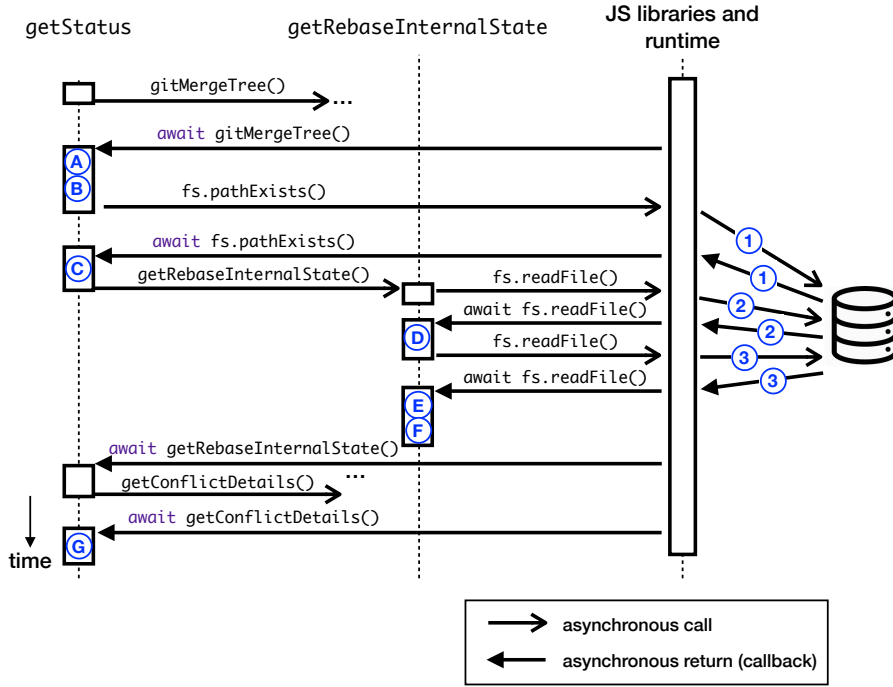 getStatus
getRebaseInternalState
JS libraries and
runtime
gitMergeTree()
...
await gitMergeTree()
A
B
fs.pathExists()
1
await fs.pathExists()
1
C
getRebaseInternalState()
fs.readFile()
2
await fs.readFile()
2
D
fs.readFile()
3
await fs.readFile()
3
E
F
await getRebaseInternalState()
getConflictDetails()
...
await getConflictDetails()
G
time
asynchronous call
asynchronous return (callback)